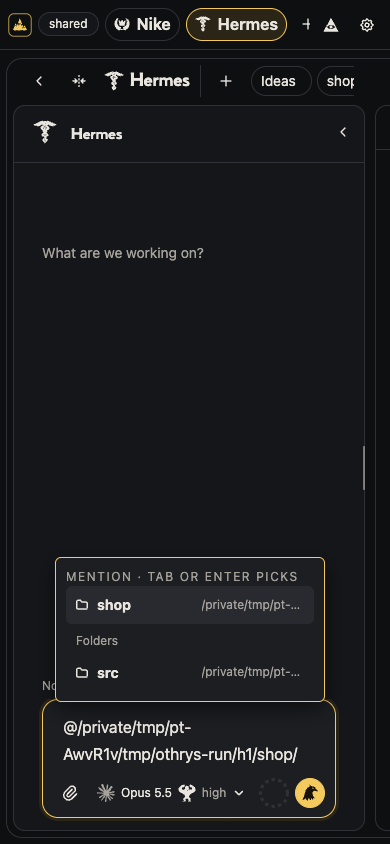 shared Nike Hermes
Hermes Ideas shop
Hermes
What are we working on?
MENTION · TAB OR ENTER PICKS
shop /private/tmp/pt-...
Folders
src /private/tmp/pt-...
@/private/tmp/pt-
AwvR1v/tmp/othrys-run/h1/shop/
Opus 5.5 high